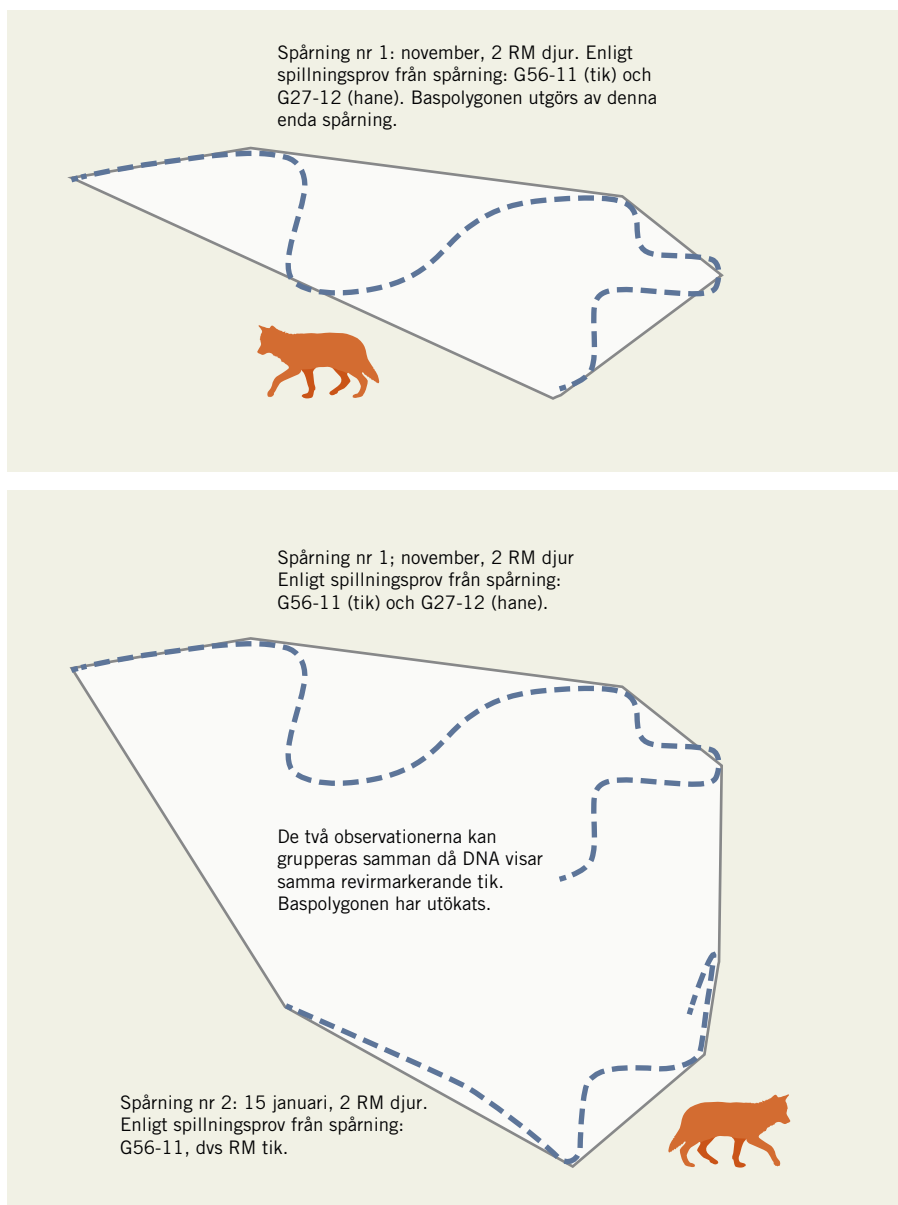 Spårning nr 1: november, 2 RM djur. Enligt
spillningsprov från spårning: G56-11 (tik) och
G27-12 (hane). Baspolygonen utgörs av denna
enda spårning.
Spårning nr 1; november, 2 RM djur
Enligt spillningsprov från spårning:
G56-11 (tik) och G27-12 (hane).
De två observationerna kan
grupperas samman då DNA visar
samma revirmarkerande tik.
Baspolygonen har utökats.
Spårning nr 2: 15 januari, 2 RM djur.
Enligt spillningsprov från spårning:
G56-11, dvs RM tik.